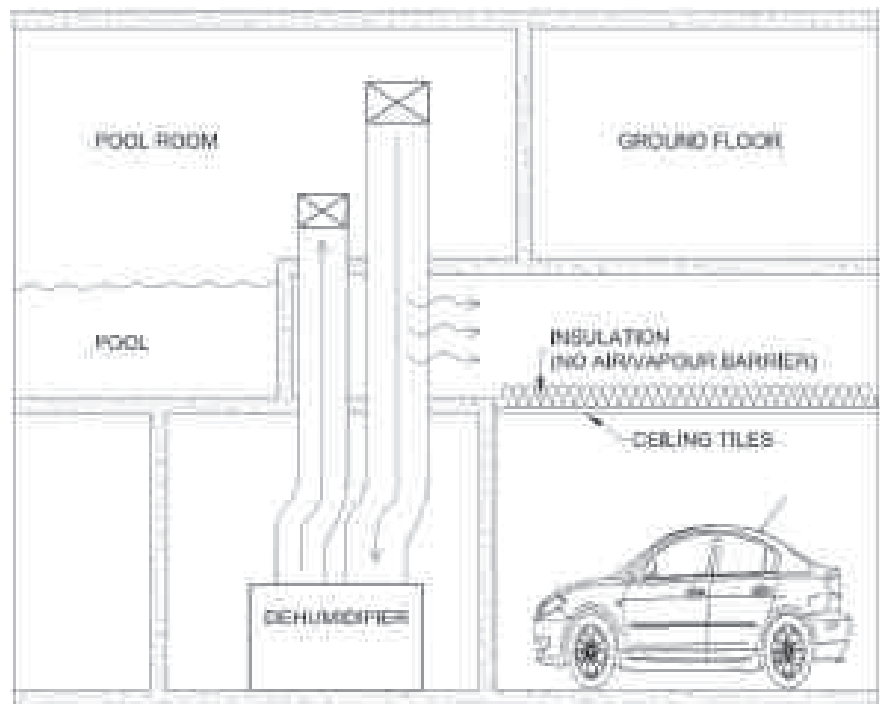 POOL ROOM
GROUND FLOOR
POOL
INSULATION
(NO AIR/VAPOUR BARRIER)
CEILING TILES
DEHUMIDIFIER